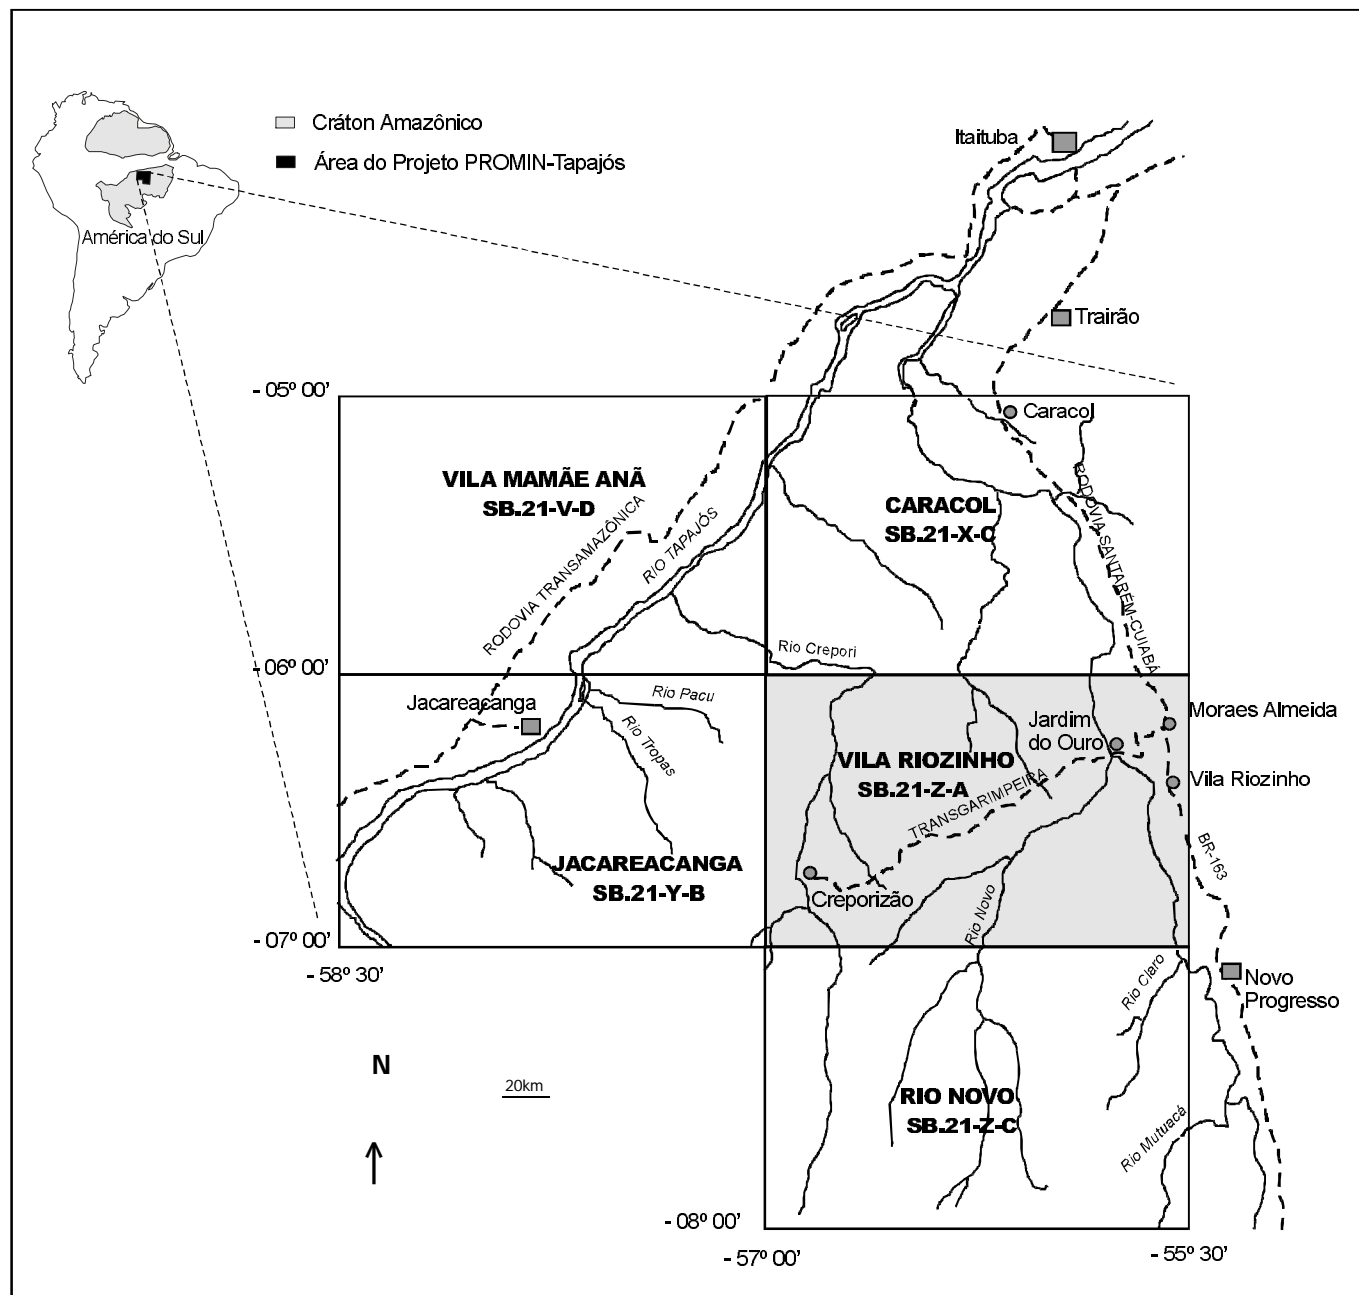 Cráton Amazônico
Área do Projeto PROMIN-Tapajós
América do Sul
Itaituba
Trairão
- 05º 00’
Caracol
VILA MAMÃE ANÃ
SB.21-V-D
CARACOL
SB.21-X-C
RODOVIA TRANSAMAZÔNICA
RIO TAPAJÓS
RODOVIA SANTARÉM-CUIABÁ
Rio Crepori
- 06º 00’
Jacareacanga
Rio Pacu
Rio Tropas
Moraes Almeida
Jardim
do Ouro
VILA RIOZINHO
SB.21-Z-A
Vila Riozinho
TRANSGARIMPEIRA
BR-163
JACAREACANGA
SB.21-Y-B
Creporizão
Rio Novo
- 07º 00’
- 58º 30’
Rio Claro
Novo
Progresso
N
20km
RIO NOVO
SB.21-Z-C
Rio Mutuacá
- 08º 00’
- 57º 00’
- 55º 30’